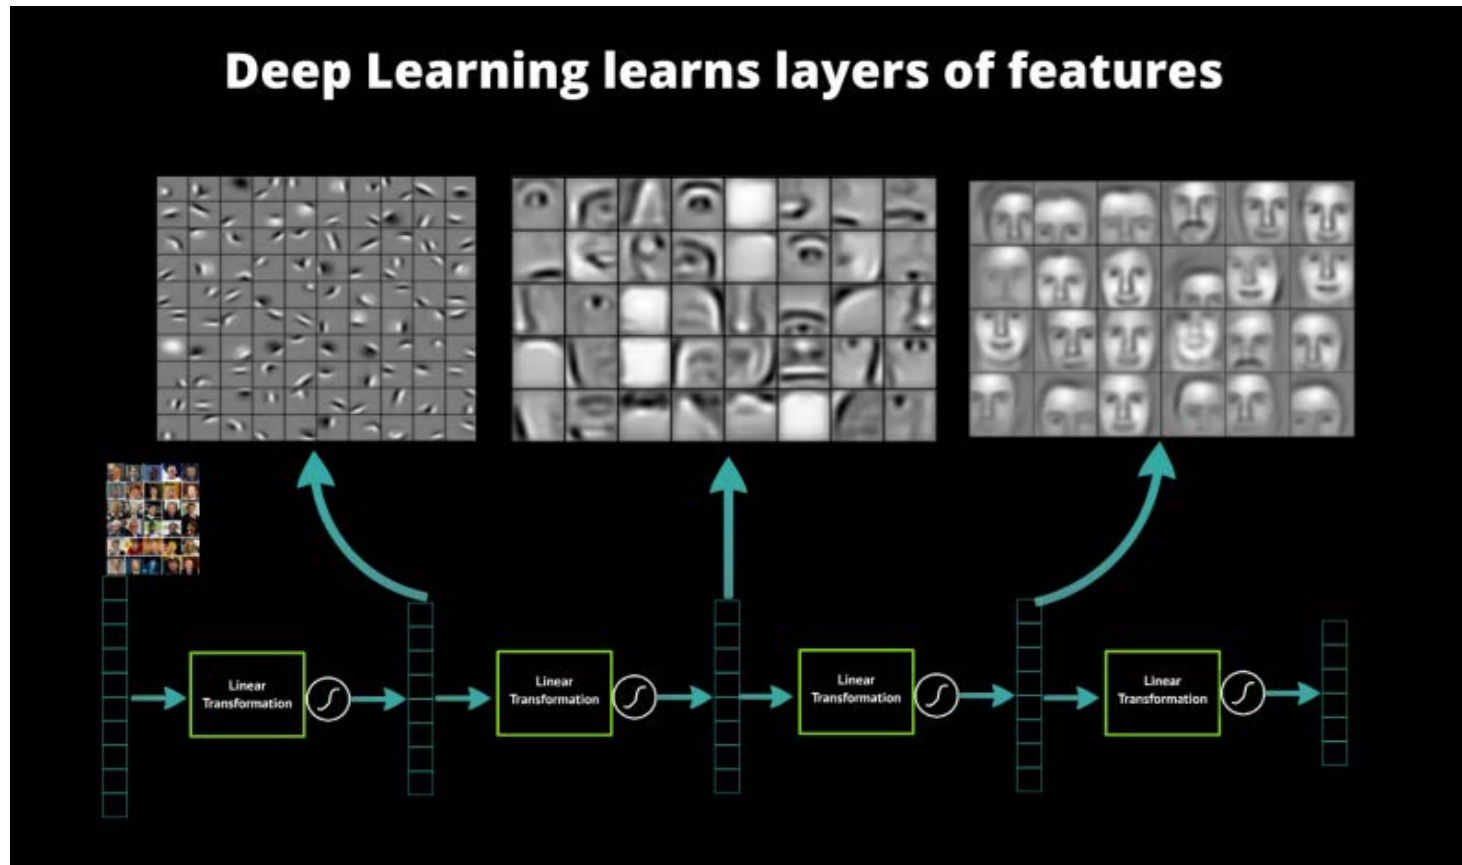 Deep Learning learns layers of features
Linear
Transformation
Linear
Transformation
Linear
Transformation
Linear
Transformation